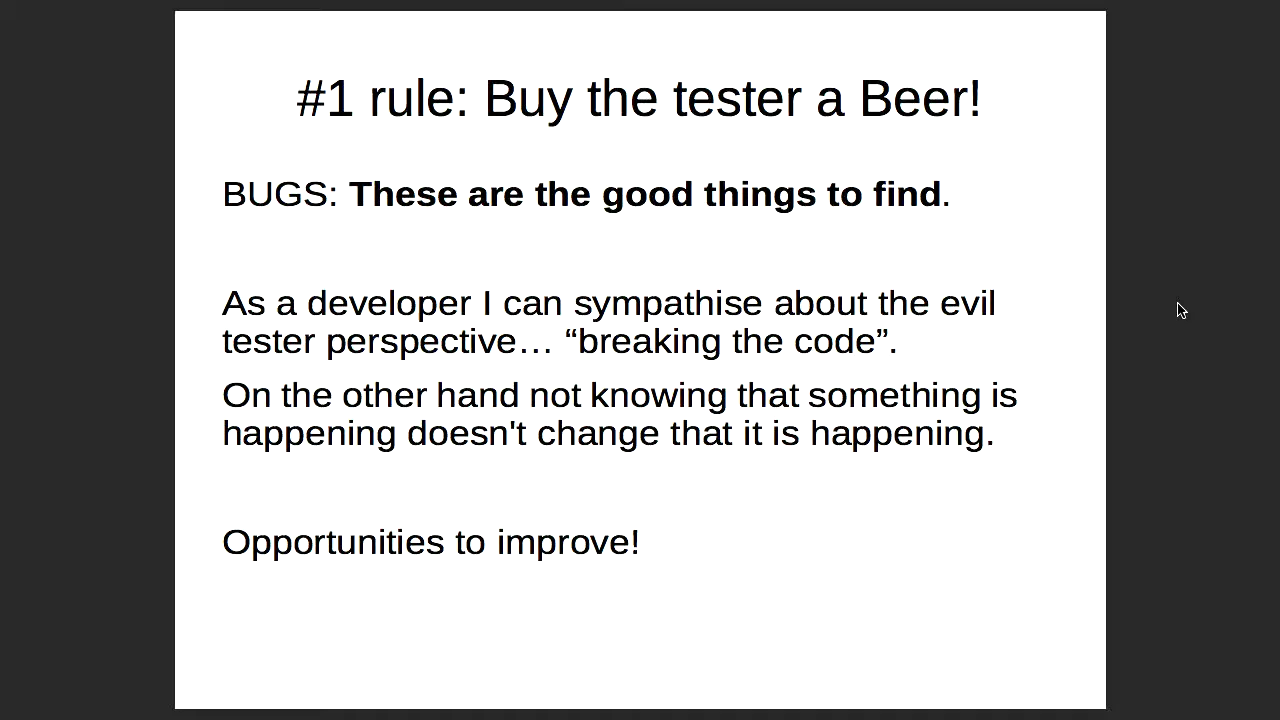 #1 rule: Buy the tester a Beer!
BUGS: These are the good things to find.
As a developer I can sympathise about the evil
tester perspective… “breaking the code”.
On the other hand not knowing that something is
happening doesn't change that it is happening.
Opportunities to improve!